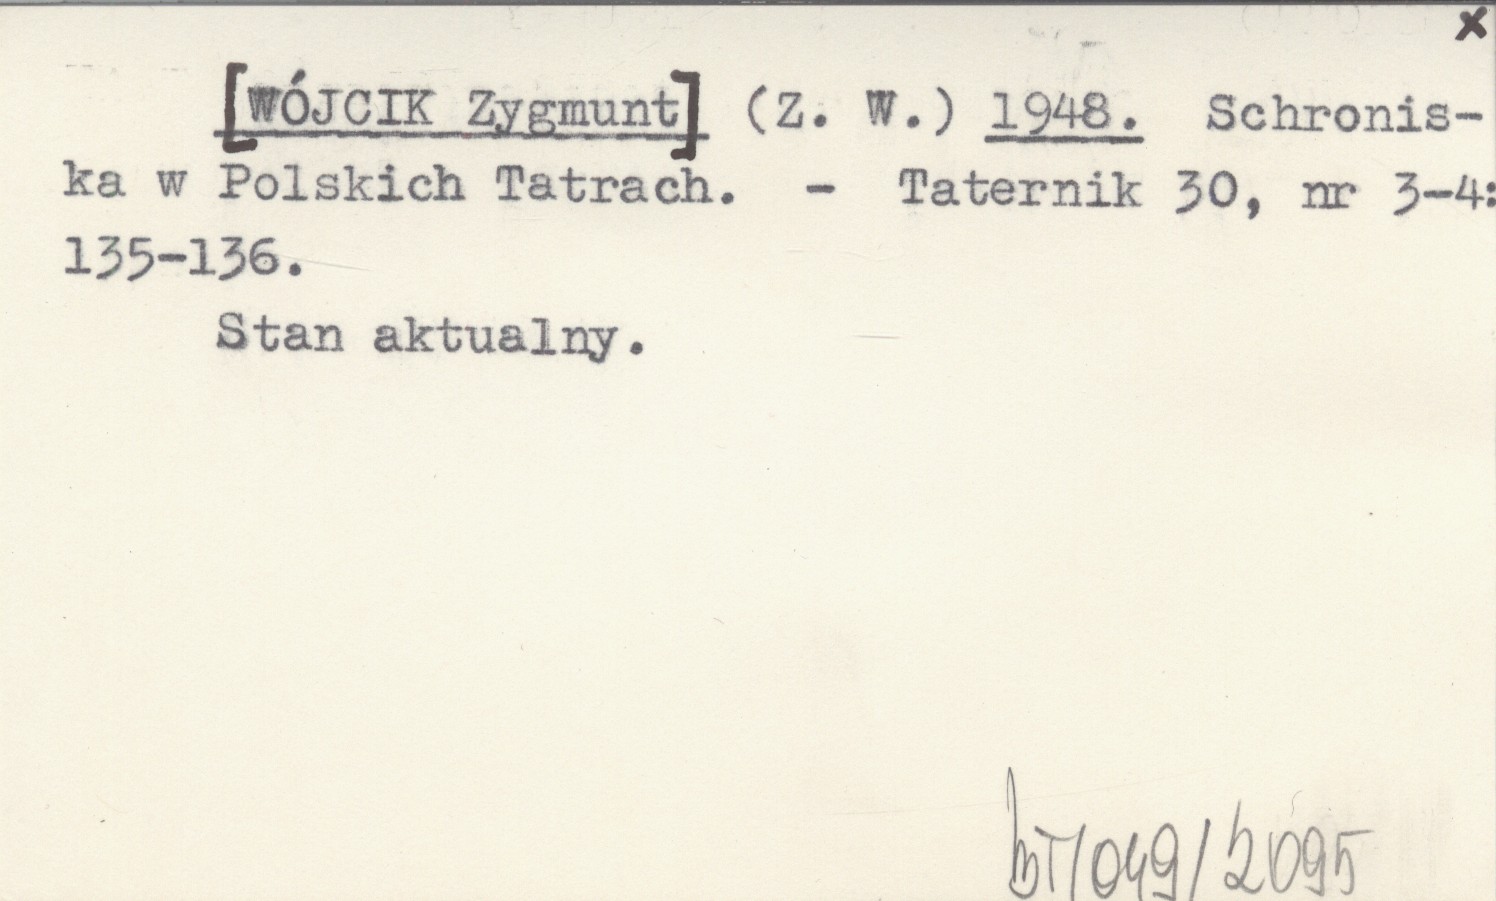 x
[WÓJCIK Zygmunt] (Z. W.) 1948. Schronis-
ka w Polskich Tatrach. - Taternik 30, nr 3-4:
135-136.
Stan aktualny.
bT/049/2095